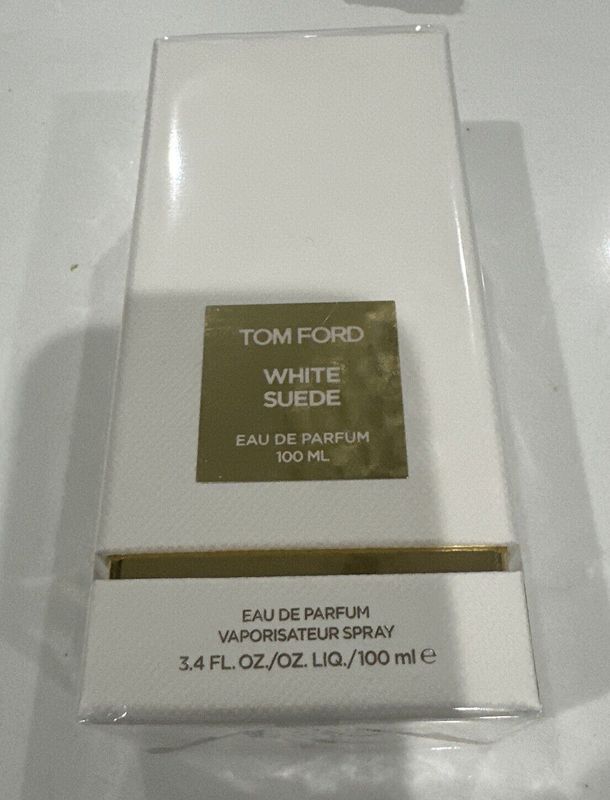 TOM FORD
WHITE
SUEDE
EAU DE PARFUM
100 ML
EAU DE PARFUM
VAPORISATEUR SPRAY
3.4 FL. OZ./OZ. LIQ./100 ml ℮